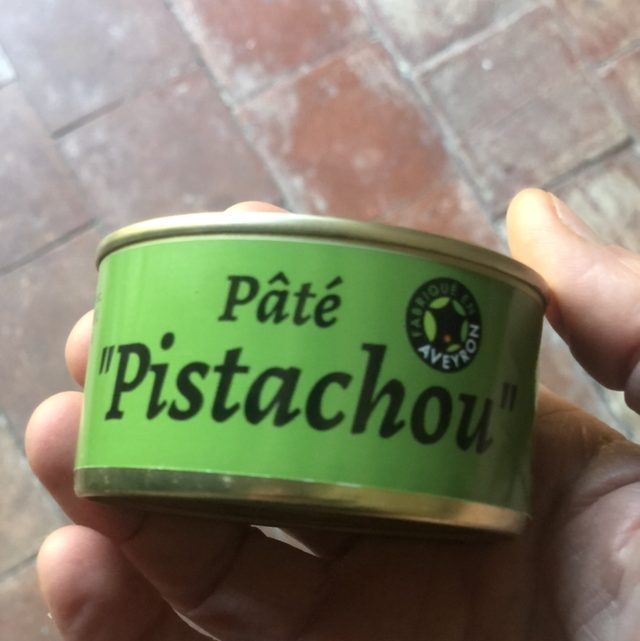 Pâté
"Pistachou"
FABRIQUÉ EN
AVEYRON